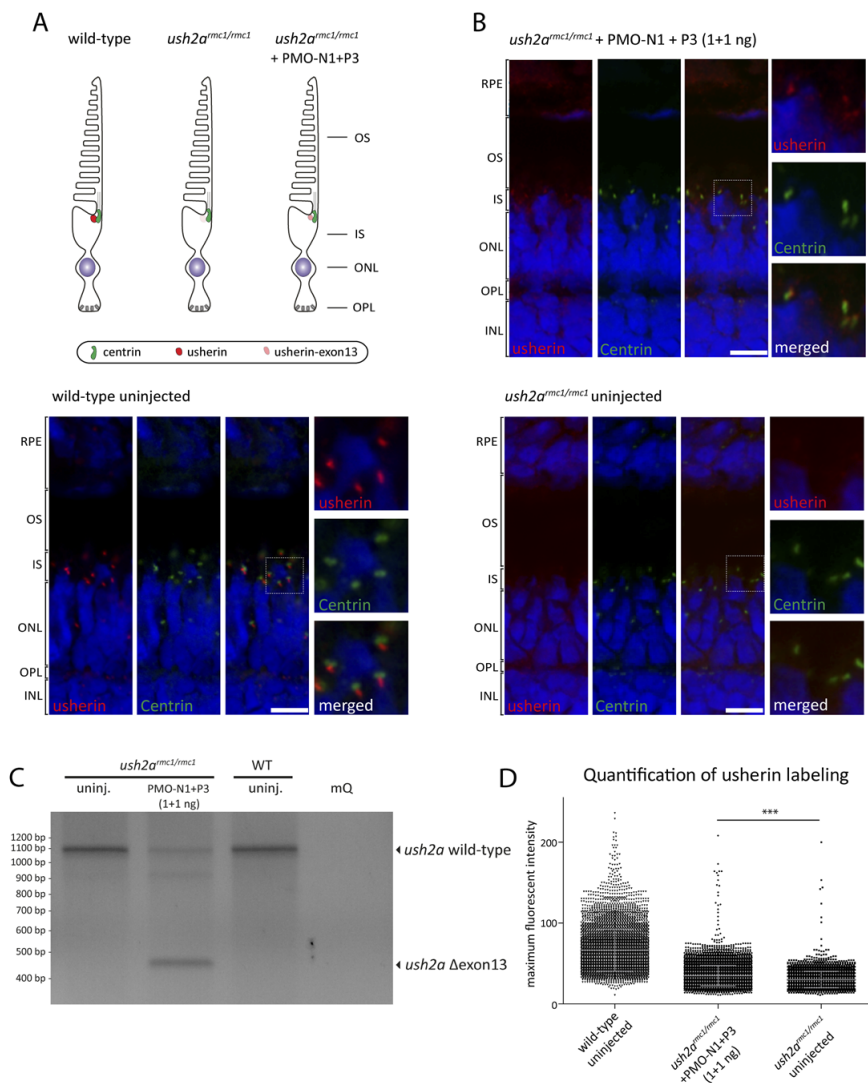 A
wild-type
ush2a^rmc1/rmc1
ush2a^rmc1/rmc1
+ PMO-N1+P3
OS
IS
ONL
OPL
centrin
usherin
usherin-exon13
B
ush2a^rmc1/rmc1 + PMO-N1 + P3 (1+1 ng)
RPE
OS
IS
ONL
OPL
INL
usherin
Centrin
usherin
Centrin
merged
wild-type uninjected
RPE
OS
IS
ONL
OPL
INL
usherin
Centrin
usherin
Centrin
merged
ush2a^rmc1/rmc1 uninjected
RPE
OS
IS
ONL
OPL
INL
usherin
Centrin
usherin
Centrin
merged
C
ush2a^rmc1/rmc1
WT
uninj.
PMO-N1+P3
(1+1 ng)
uninj.
mQ
1200 bp
1100 bp
1000 bp
900 bp
800 bp
700 bp
600 bp
500 bp
400 bp
ush2a wild-type
ush2a Δexon13
D
Quantification of usherin labeling
***
maximum fluorescent intensity
200
100
0
wild-type
uninjected
ush2a^rmc1/rmc1
+PMO-N1+P3
(1+1 ng)
ush2a^rmc1/rmc1
uninjected